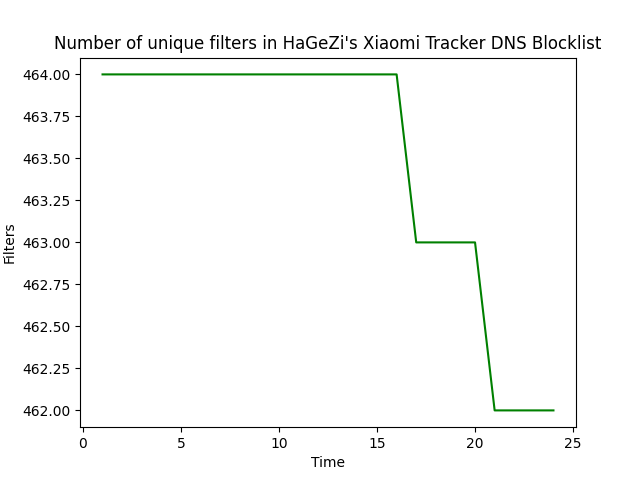 Number of unique filters in HaGeZi's Xiaomi Tracker DNS Blocklist
464.00
463.75
463.50
463.25
463.00
462.75
462.50
462.25
462.00
Filters
0 5 10 15 20 25
Time